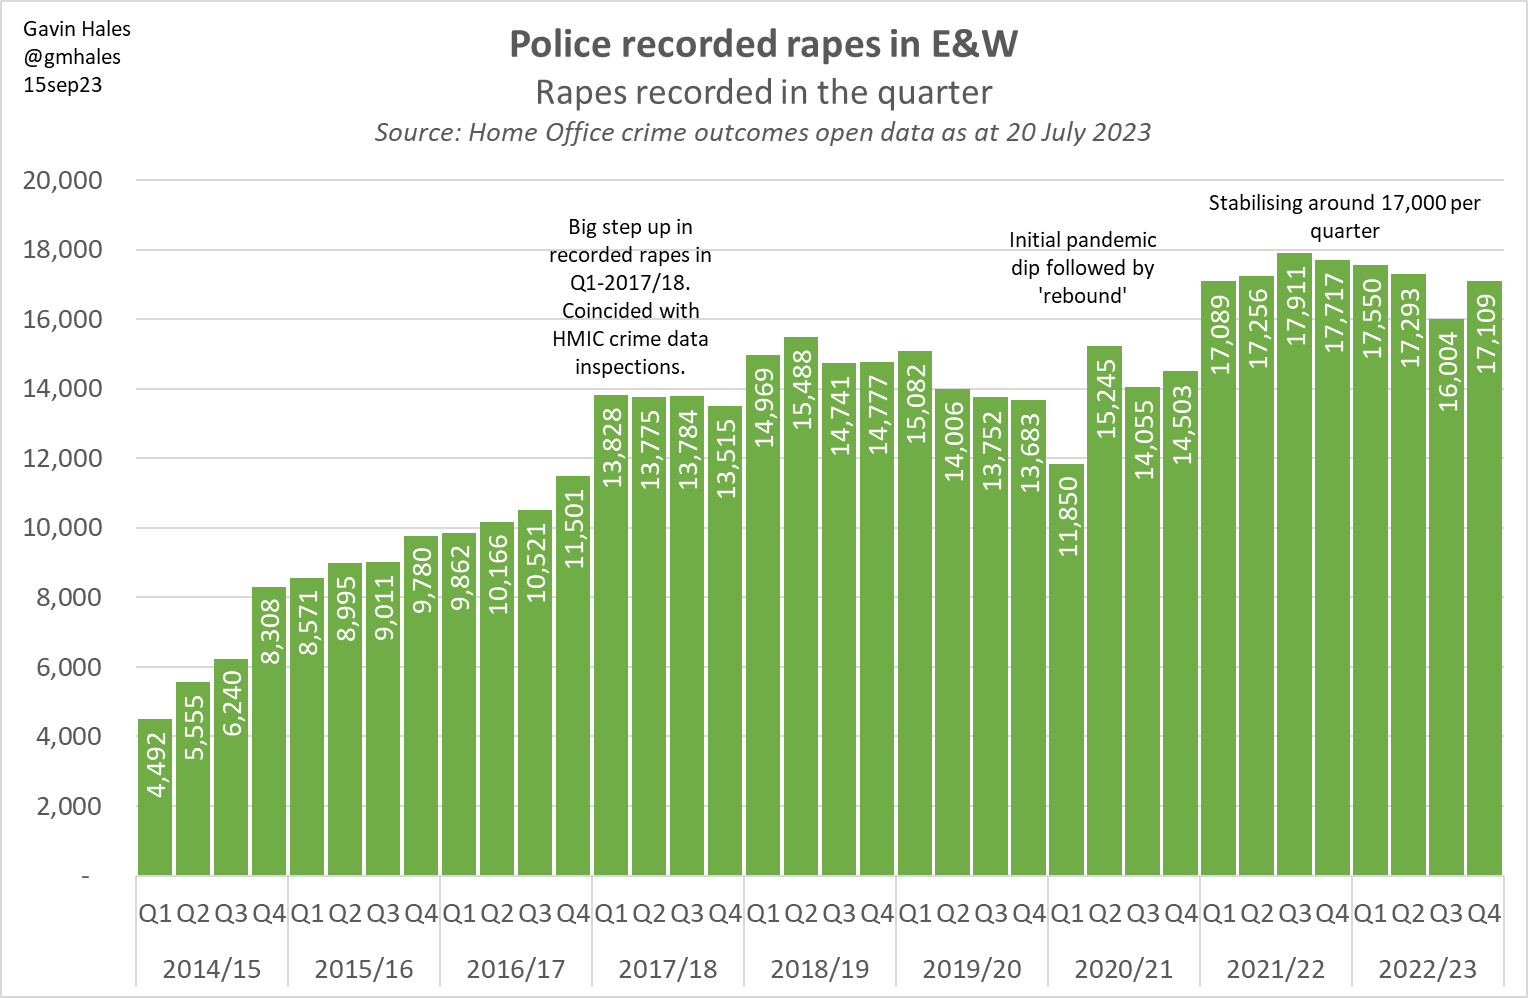 Gavin Hales
@gmhales
15sep23
Police recorded rapes in E&W
Rapes recorded in the quarter
Source: Home Office crime outcomes open data as at 20 July 2023
20,000
18,000
16,000
14,000
12,000
10,000
8,000
6,000
4,000
2,000
-
Big step up in
recorded rapes in
Q1-2017/18.
Coincided with
HMIC crime data
inspections.
Initial pandemic
dip followed by
'rebound'
Stabilising around 17,000 per
quarter
4,492
5,555
6,240
8,308
8,571
8,995
9,011
9,780
9,862
10,166
10,521
11,501
13,828
13,775
13,784
13,515
14,969
15,488
14,741
14,777
15,082
14,006
13,752
13,683
11,850
15,245
14,055
14,503
17,089
17,256
17,911
17,717
17,550
17,293
16,004
17,109
Q1 Q2 Q3 Q4 Q1 Q2 Q3 Q4 Q1 Q2 Q3 Q4 Q1 Q2 Q3 Q4 Q1 Q2 Q3 Q4 Q1 Q2 Q3 Q4 Q1 Q2 Q3 Q4 Q1 Q2 Q3 Q4 Q1 Q2 Q3 Q4
2014/15 2015/16 2016/17 2017/18 2018/19 2019/20 2020/21 2021/22 2022/23